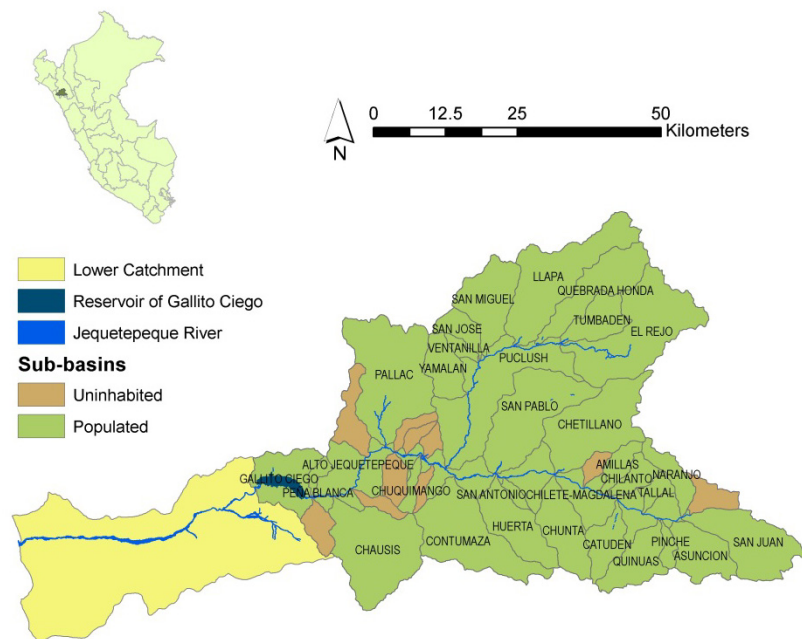 0 12.5 25 50
Kilometers
N
Lower Catchment
Reservoir of Gallito Ciego
Jequetepeque River
Sub-basins
Uninhabited
Populated
LLAPA
QUEBRADA HONDA
SAN MIGUEL
TUMBADEN
SAN JOSE
EL REJO
VENTANILLA
PUCLUSH
YAMALAN
PALLAC
SAN PABLO
CHETILLANO
ALTO JEQUETEPEQUE
AMILLAS
GALLITO CIEGO
CHILANTO
NARANJO
PEÑA BLANCA
CHUQUIMANGO
SAN ANTONIO
CHILETE-MAGDALENA
TALLAL
HUERTA
CHUNTA
CONTUMAZA
PINCHE
SAN JUAN
CHAUSIS
CATUDEN
ASUNCION
QUINUAS